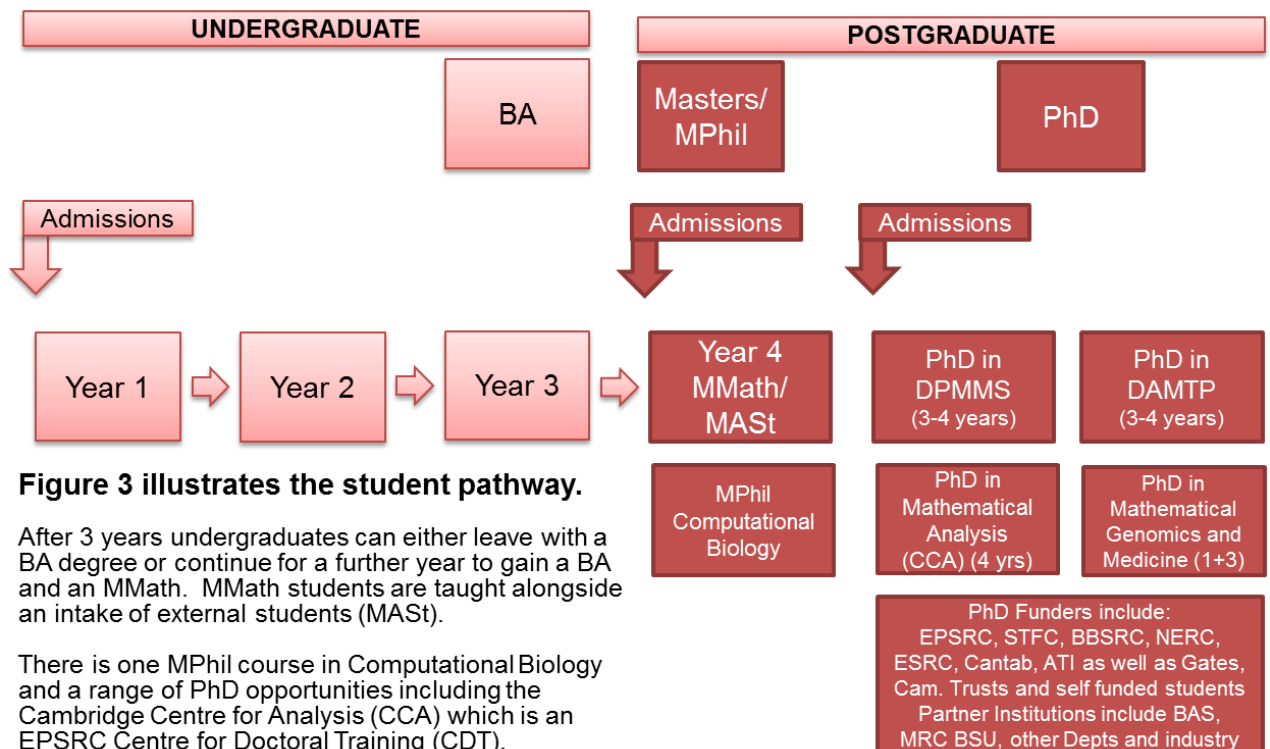 UNDERGRADUATE
POSTGRADUATE
BA
Masters/
MPhil
PhD
Admissions
Admissions
Admissions
Year 1
Year 2
Year 3
Year 4
MMath/
MASt
PhD in
DPMMS
(3-4 years)
PhD in
DAMTP
(3-4 years)
MPhil
Computational
Biology
PhD in
Mathematical
Analysis
(CCA) (4 yrs)
PhD in
Mathematical
Genomics and
Medicine (1+3)
Figure 3 illustrates the student pathway.
After 3 years undergraduates can either leave with a
BA degree or continue for a further year to gain a BA
and an MMath. MMath students are taught alongside
an intake of external students (MASt).
There is one MPhil course in Computational Biology
and a range of PhD opportunities including the
Cambridge Centre for Analysis (CCA) which is an
EPSRC Centre for Doctoral Training (CDT).
PhD Funders include:
EPSRC, STFC, BBSRC, NERC,
ESRC, Cantab, ATI as well as Gates,
Cam. Trusts and self funded students
Partner Institutions include BAS,
MRC BSU, other Depts and industry